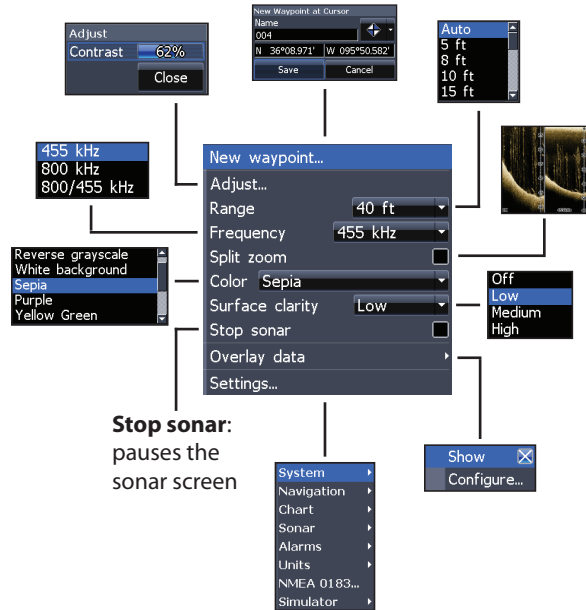 New Waypoint at Cursor
Name
004
N 36°08.971' W 095°50.582'
Save Cancel
Adjust
Contrast 62%
Close
Auto
5 ft
8 ft
10 ft
15 ft
455 kHz
800 kHz
800/455 kHz
New waypoint...
Adjust...
Range 40 ft
Frequency 455 kHz
Split zoom
Color Sepia
Surface clarity Low
Stop sonar
Overlay data
Settings...
Reverse grayscale
White background
Sepia
Purple
Yellow Green
Off
Low
Medium
High
Stop sonar:
pauses the
sonar screen
Show
Configure...
System
Navigation
Chart
Sonar
Alarms
Units
NMEA 0183...
Simulator